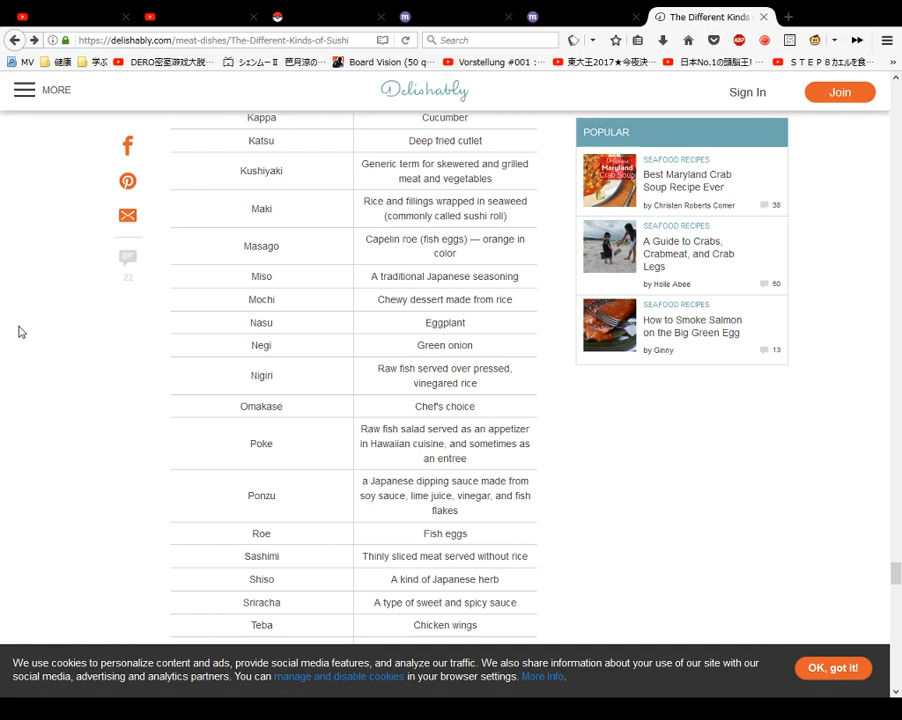 The Different Kinds
https://delishably.com/meat-dishes/The-Different-Kinds-of-Sushi
Search
MV
健康
学ぶ
DERO密室游戏大脱...
シェンムーⅡ 芭月涼の...
Board Vision (50 q...
Vorstellung #001 :...
東大王2017★今夜決...
日本No.1の頭脳王!...
ＳＴＥＰ８カエルを食...
MORE
Delishably
Sign In
Join
22
Kappa
Cucumber
Katsu
Deep fried cutlet
Kushiyaki
Generic term for skewered and grilled
meat and vegetables
Maki
Rice and fillings wrapped in seaweed
(commonly called sushi roll)
Masago
Capelin roe (fish eggs) — orange in
color
Miso
A traditional Japanese seasoning
Mochi
Chewy dessert made from rice
Nasu
Eggplant
Negi
Green onion
Nigiri
Raw fish served over pressed,
vinegared rice
Omakase
Chef's choice
Poke
Raw fish salad served as an appetizer
in Hawaiian cuisine, and sometimes as
an entree
Ponzu
a Japanese dipping sauce made from
soy sauce, lime juice, vinegar, and fish
flakes
Roe
Fish eggs
Sashimi
Thinly sliced meat served without rice
Shiso
A kind of Japanese herb
Sriracha
A type of sweet and spicy sauce
Teba
Chicken wings
POPULAR
Maryland
Crab
Soup
SEAFOOD RECIPES
Best Maryland Crab
Soup Recipe Ever
by Christen Roberts Comer
38
SEAFOOD RECIPES
A Guide to Crabs,
Crabmeat, and Crab
Legs
by Holle Abee
50
SEAFOOD RECIPES
How to Smoke Salmon
on the Big Green Egg
by Ginny
13
We use cookies to personalize content and ads, provide social media features, and analyze our traffic. We also share information about your use of our site with our
social media, advertising and analytics partners. You can manage and disable cookies in your browser settings. More Info.
OK, got it!